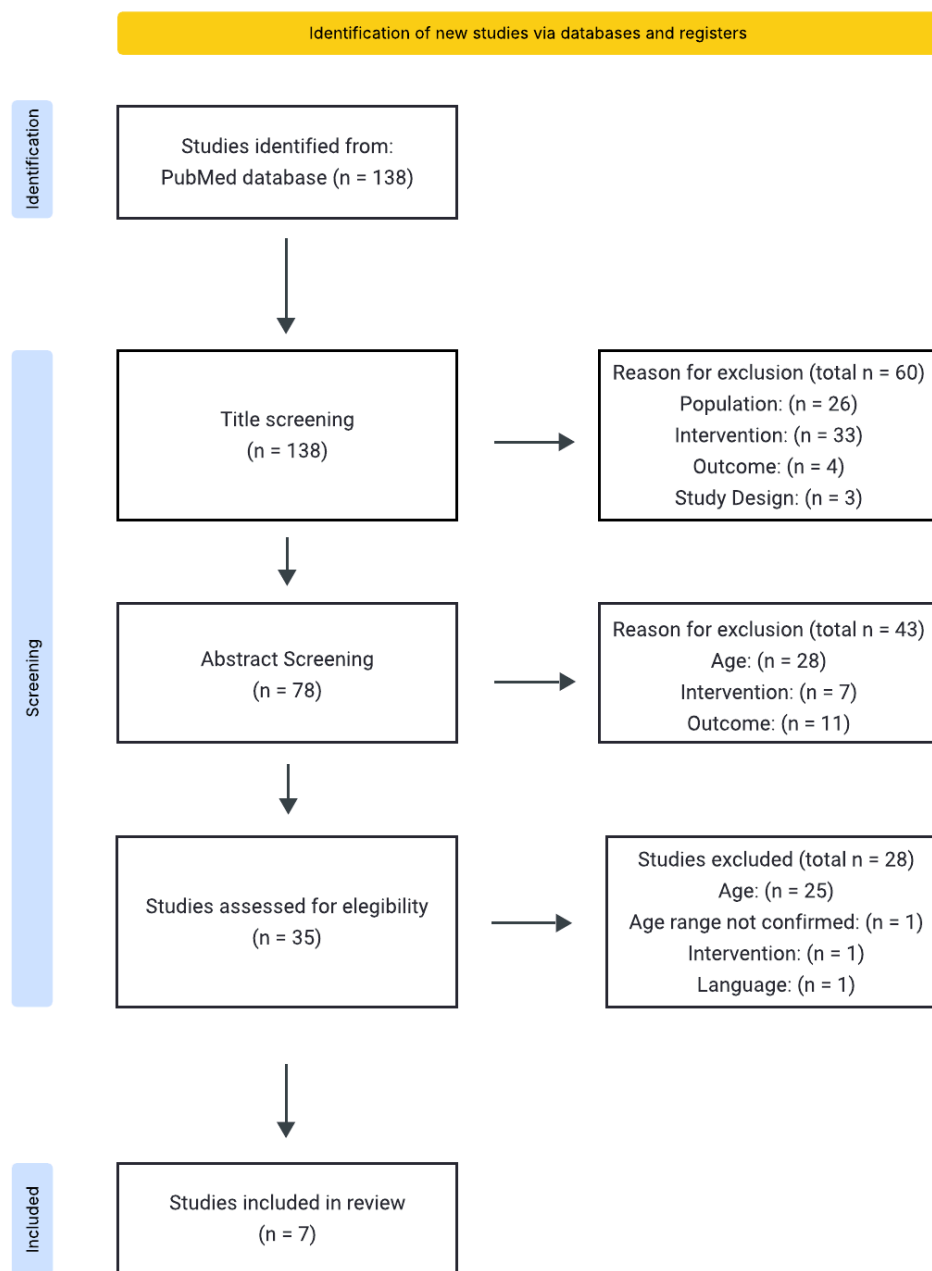 Identification of new studies via databases and registers
Identification
Studies identified from:
PubMed database (n = 138)
Screening
Title screening
(n = 138)
Reason for exclusion (total n = 60)
Population: (n = 26)
Intervention: (n = 33)
Outcome: (n = 4)
Study Design: (n = 3)
Abstract Screening
(n = 78)
Reason for exclusion (total n = 43)
Age: (n = 28)
Intervention: (n = 7)
Outcome: (n = 11)
Studies assessed for elegibility
(n = 35)
Studies excluded (total n = 28)
Age: (n = 25)
Age range not confirmed: (n = 1)
Intervention: (n = 1)
Language: (n = 1)
Included
Studies included in review
(n = 7)